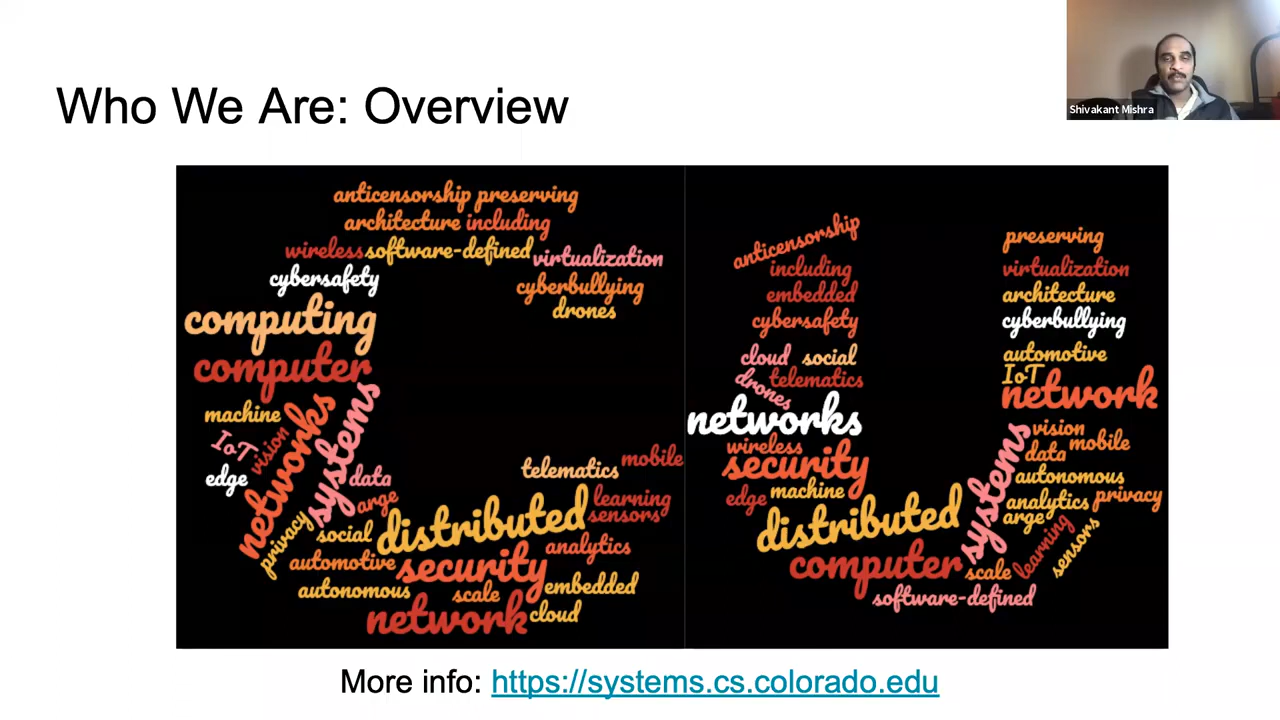 Who We Are: Overview
Shivakant Mishra
anticensorship preserving
architecture including
wireless software-defined virtualization
cybersafety cyberbullying
drones
computing
computer
machine
IoT vision networks systems
edge data
arge
privacy social distributed
telematics mobile
learning
sensors
automotive security analytics
autonomous scale embedded
network cloud
anticensorship
including
embedded
cybersafety
cloud social
drones telematics
networks
wireless
security
edge machine
distributed
computer
systems
scale learning sensors
software-defined
preserving
virtualization
architecture
cyberbullying
automotive
IoT
network
vision
data mobile
autonomous
analytics privacy
arge
More info: https://systems.cs.colorado.edu